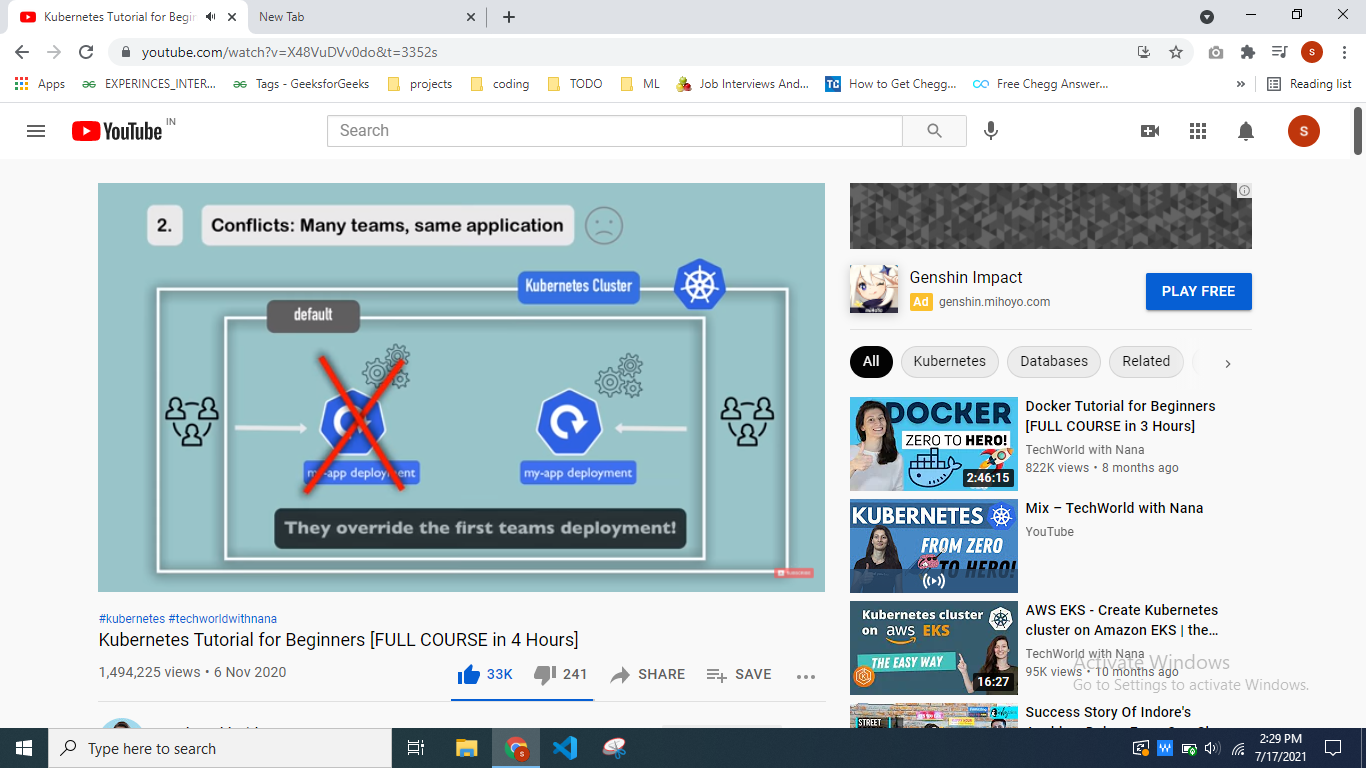 Kubernetes Tutorial for Begin
New Tab
youtube.com/watch?v=X48VuDVv0do&t=3352s
S
Apps
EXPERINCES_INTER...
Tags - GeeksforGeeks
projects
coding
TODO
ML
Job Interviews And...
TC
How to Get Chegg...
Free Chegg Answer...
»
Reading list
YouTube IN
Search
S
2.
Conflicts: Many teams, same application
Kubernetes Cluster
default
my-app deployment
my-app deployment
They override the first teams deployment!
SUBSCRIBE
#kubernetes #techworldwithnana
Kubernetes Tutorial for Beginners [FULL COURSE in 4 Hours]
1,494,225 views • 6 Nov 2020
33K
241
SHARE
SAVE
Genshin Impact
Ad genshin.mihoyo.com
PLAY FREE
All
Kubernetes
Databases
Related
DOCKER
ZERO TO HERO!
2:46:15
Docker Tutorial for Beginners
[FULL COURSE in 3 Hours]
TechWorld with Nana
822K views • 8 months ago
KUBERNETES
FROM ZERO
TO HERO!
Mix – TechWorld with Nana
YouTube
Kubernetes cluster
on aws EKS
THE EASY WAY
16:27
AWS EKS - Create Kubernetes
cluster on Amazon EKS | the...
TechWorld with Nana
95K views • 10 months ago
Activate Windows
Go to Settings to activate Windows.
STREET
Success Story Of Indore's
Type here to search
S
W
2:29 PM
7/17/2021